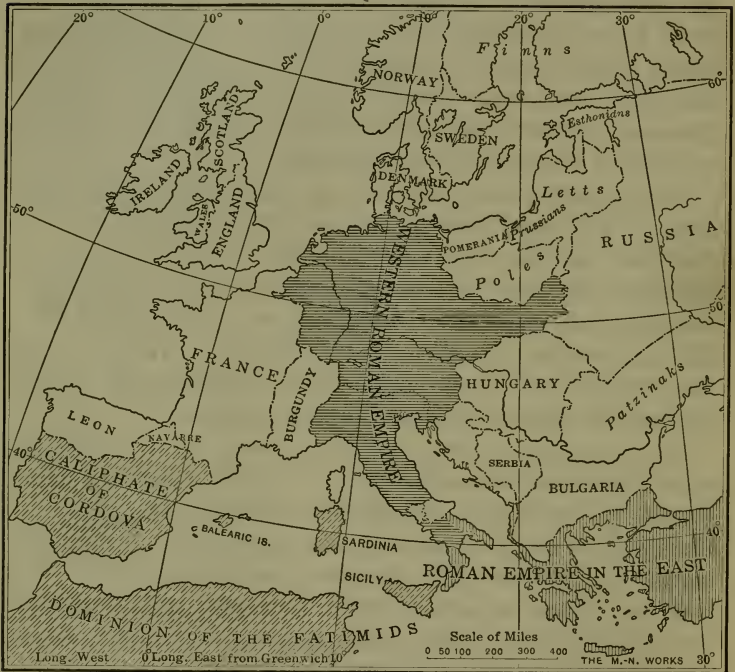 20° 10° 0° 10° 20° 30°
Finns
NORWAY
60°
SCOTLAND
SWEDEN
Esthonians
IRELAND
DENMARK
Letts
WALES
ENGLAND
50°
POMERANIA
Prussians
RUSSIA
Poles
WESTERN ROMAN EMPIRE
50°
FRANCE
BURGUNDY
HUNGARY
Patzinaks
LEON
NAVARRE
SERBIA
40°
CALIPHATE
OF
CORDOVA
BULGARIA
BALEARIC IS.
SARDINIA
40°
SICILY
ROMAN EMPIRE IN THE EAST
DOMINION OF THE FATIMIDS
Scale of Miles
0 50 100 200 300 400
Long. West 0° Long. East from Greenwich 10°
THE M.-N. WORKS
30°